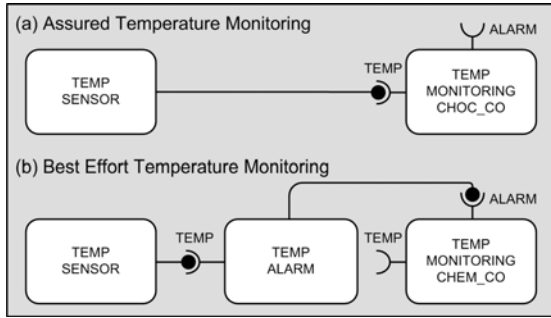 (a) Assured Temperature Monitoring
ALARM
TEMP
SENSOR
TEMP
TEMP
MONITORING
CHOC_CO
(b) Best Effort Temperature Monitoring
ALARM
TEMP
SENSOR
TEMP
TEMP
ALARM
TEMP
TEMP
MONITORING
CHEM_CO